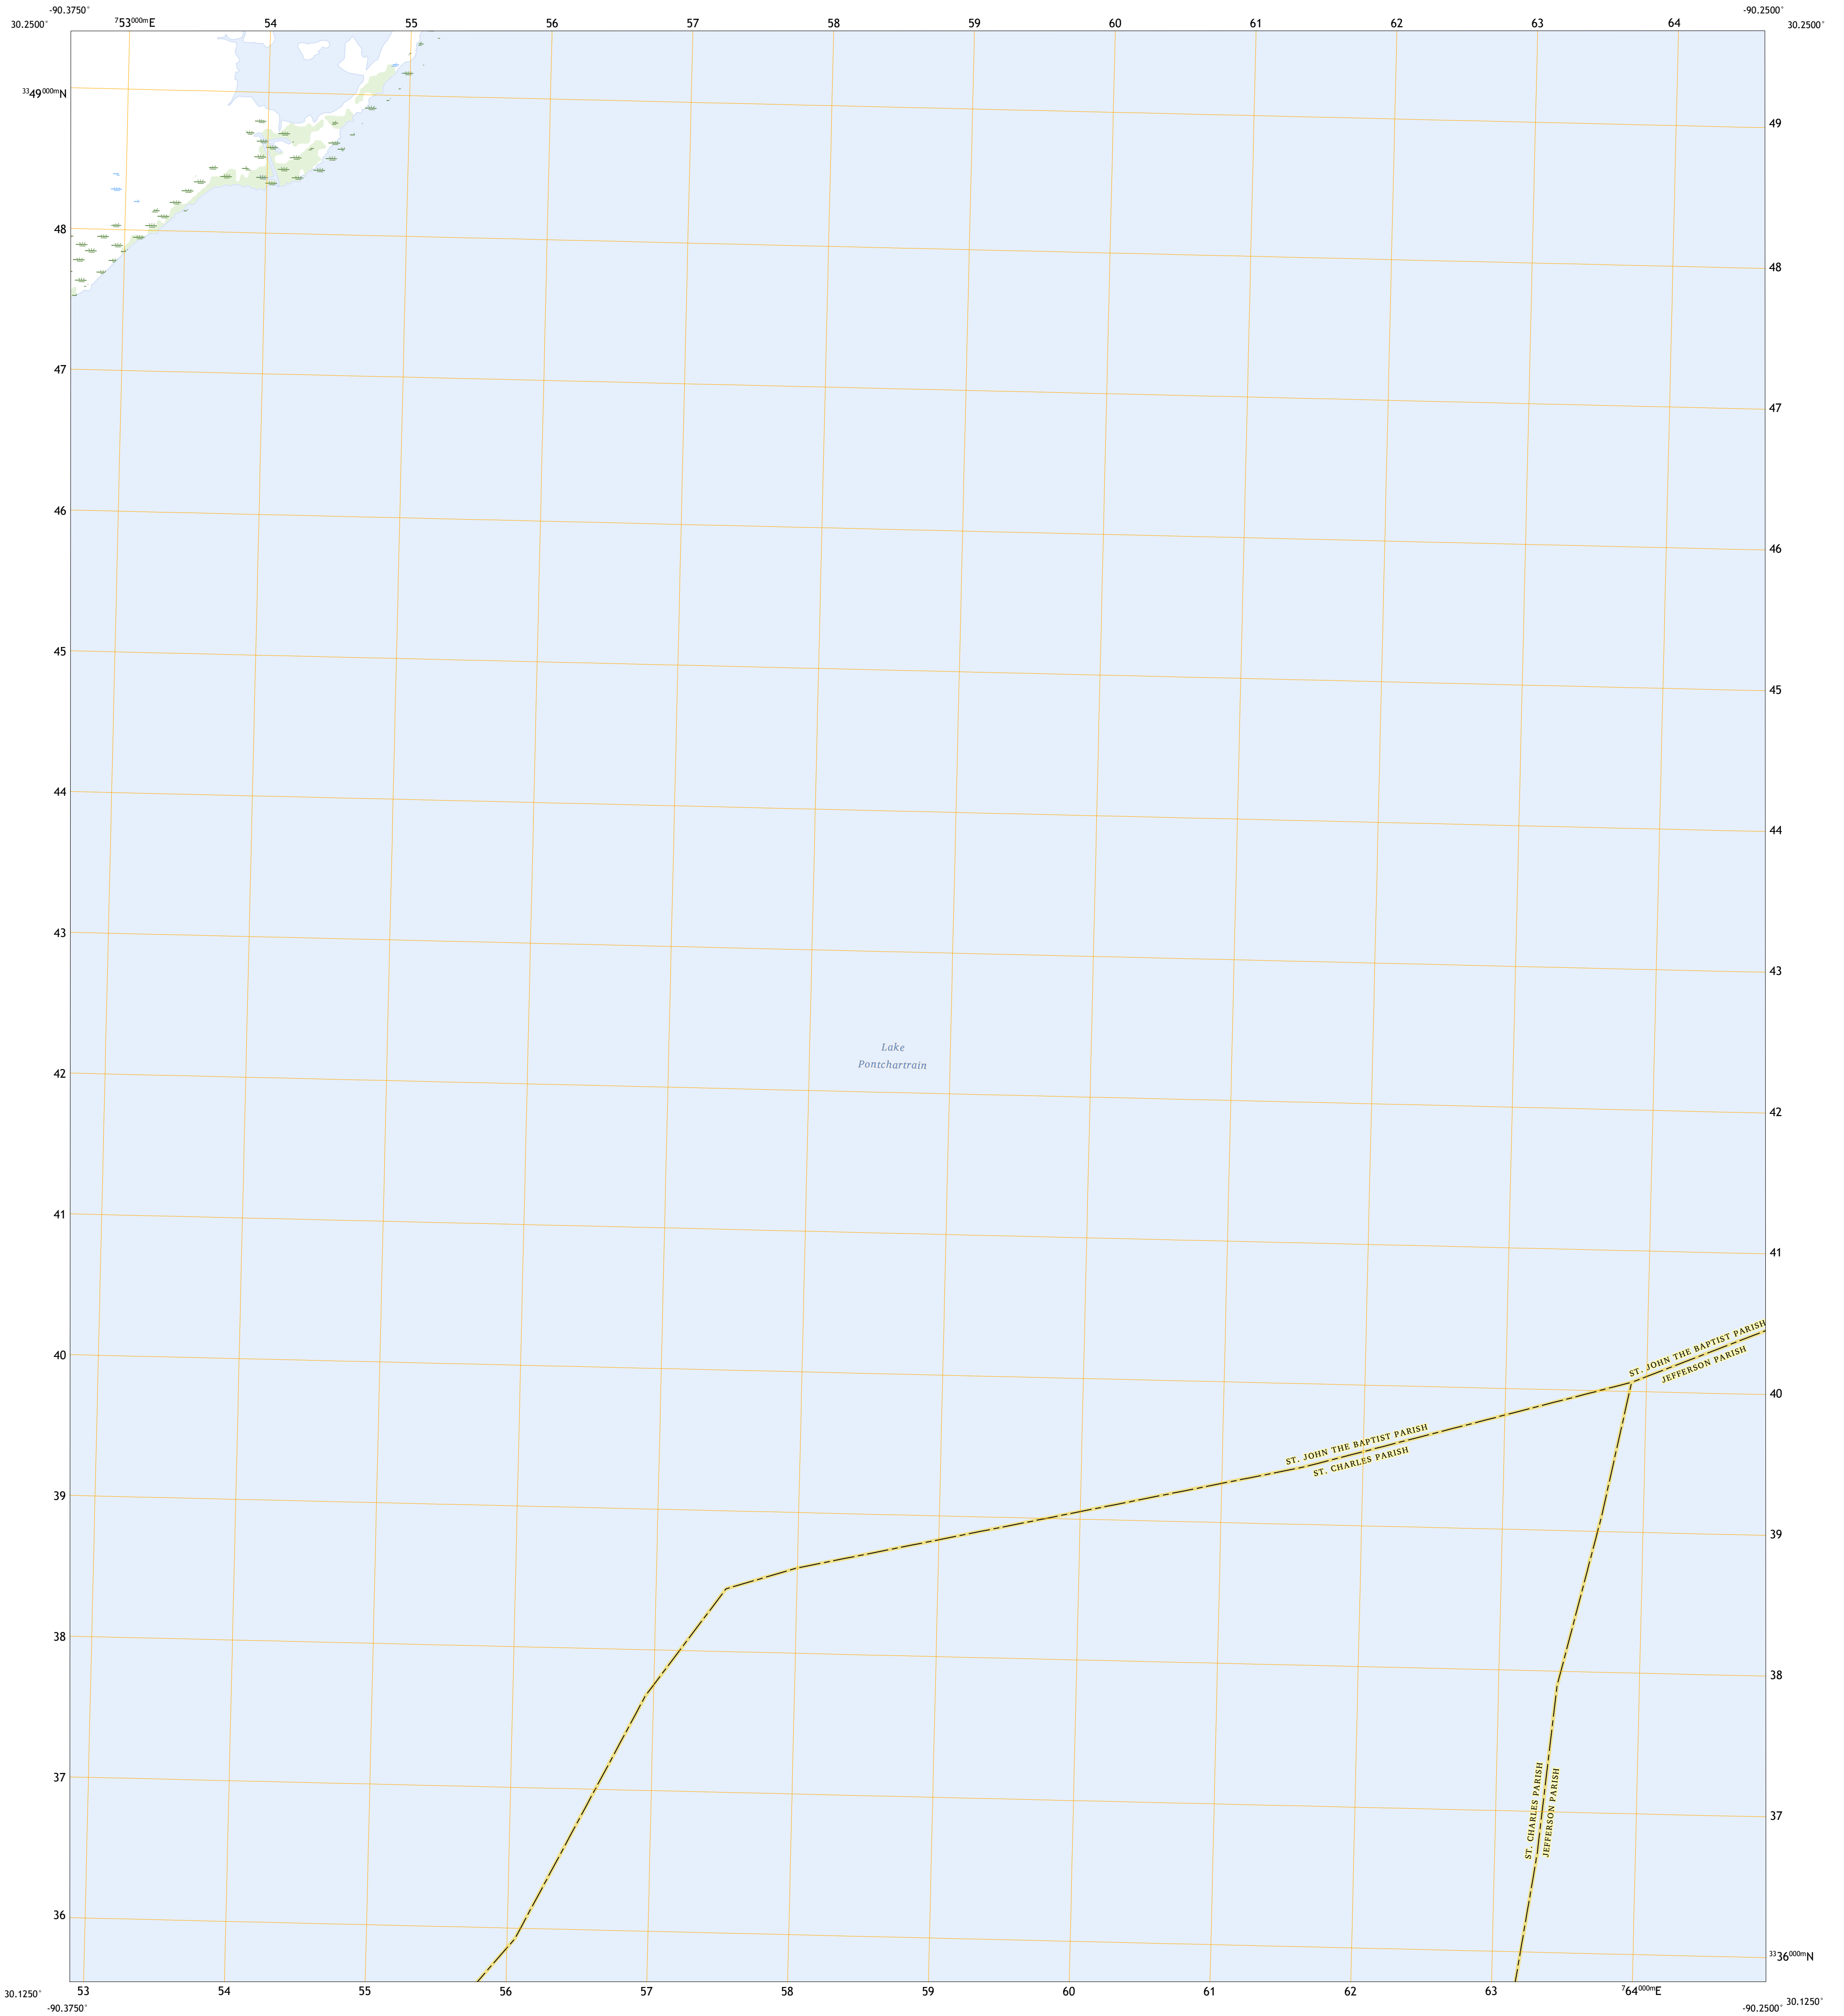 -90.3750° -90.2500°
30.2500° ⁷53⁰⁰⁰ᵐE 54 55 56 57 58 59 60 61 62 63 64 30.2500°
³³49⁰⁰⁰ᵐN 49
48 48
47 47
46 46
45 45
44 44
43 43
Lake
Pontchartrain
42 42
41 41
ST. JOHN THE BAPTIST PARISH
JEFFERSON PARISH
40 40
ST. JOHN THE BAPTIST PARISH
ST. CHARLES PARISH
39 39
38 38
37 37
ST. CHARLES PARISH
JEFFERSON PARISH
36 ³³36⁰⁰⁰ᵐN
30.1250° 53 54 55 56 57 58 59 60 61 62 63 ⁷64⁰⁰⁰ᵐE 30.1250°
-90.3750° -90.2500°